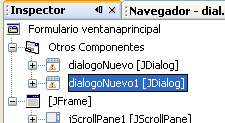 Inspector
Navegador - dial
Formulario ventanaprincipal
Otros Componentes
dialogoNuevo [JDialog]
dialogoNuevo1 [JDialog]
[JFrame]
jScrollPane1 [JScrollPane]